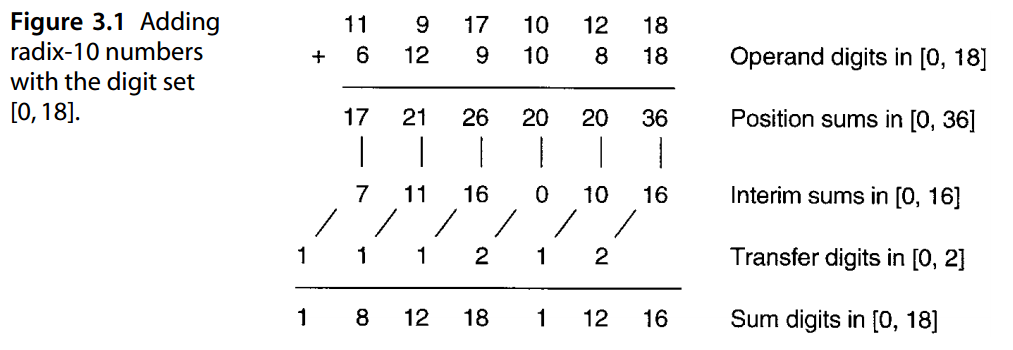 Figure 3.1 Adding
radix-10 numbers
with the digit set
[0, 18].
11 9 17 10 12 18
+ 6 12 9 10 8 18 Operand digits in [0, 18]
17 21 26 20 20 36 Position sums in [0, 36]
7 11 16 0 10 16 Interim sums in [0, 16]
1 1 1 2 1 2 Transfer digits in [0, 2]
1 8 12 18 1 12 16 Sum digits in [0, 18]